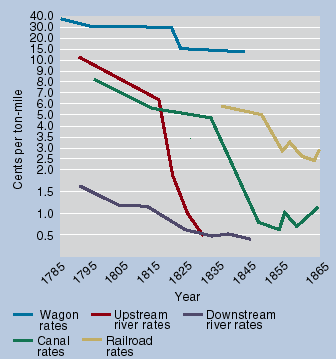 40.0
30.0
20.0
15.0
10.0
9.0
8.0
7.0
6.0
5.0
4.0
3.0
2.5
2.0
1.5
1.0
0.5
Cents per ton-mile
1785 1795 1805 1815 1825 1835 1845 1855 1865
Year
Wagon rates
Upstream river rates
Downstream river rates
Canal rates
Railroad rates